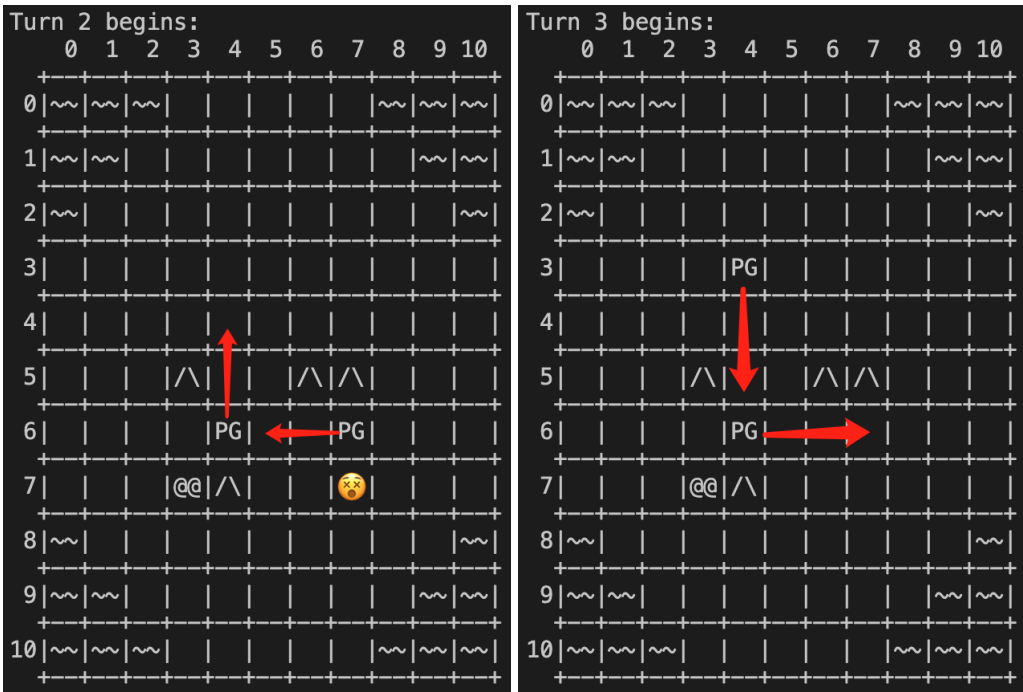 Turn 2 begins:
    0  1  2  3  4  5  6  7  8  9 10
  +--+--+--+--+--+--+--+--+--+--+--+
 0|~~|~~|~~|  |  |  |  |  |~~|~~|~~|
  +--+--+--+--+--+--+--+--+--+--+--+
 1|~~|~~|  |  |  |  |  |  |  |~~|~~|
  +--+--+--+--+--+--+--+--+--+--+--+
 2|~~|  |  |  |  |  |  |  |  |  |~~|
  +--+--+--+--+--+--+--+--+--+--+--+
 3|  |  |  |  |  |  |  |  |  |  |  |
  +--+--+--+--+--+--+--+--+--+--+--+
 4|  |  |  |  |  |  |  |  |  |  |  |
  +--+--+--+--+--+--+--+--+--+--+--+
 5|  |  |  |/\|  |  |/\|/\|  |  |  |
  +--+--+--+--+--+--+--+--+--+--+--+
 6|  |  |  |  |PG|  |  |PG|  |  |  |
  +--+--+--+--+--+--+--+--+--+--+--+
 7|  |  |  |@@|/\|  |  |😵|  |  |  |
  +--+--+--+--+--+--+--+--+--+--+--+
 8|~~|  |  |  |  |  |  |  |  |  |~~|
  +--+--+--+--+--+--+--+--+--+--+--+
 9|~~|~~|  |  |  |  |  |  |  |~~|~~|
  +--+--+--+--+--+--+--+--+--+--+--+
10|~~|~~|~~|  |  |  |  |  |~~|~~|~~|
  +--+--+--+--+--+--+--+--+--+--+--+
Turn 3 begins:
    0  1  2  3  4  5  6  7  8  9 10
  +--+--+--+--+--+--+--+--+--+--+--+
 0|~~|~~|~~|  |  |  |  |  |~~|~~|~~|
  +--+--+--+--+--+--+--+--+--+--+--+
 1|~~|~~|  |  |  |  |  |  |  |~~|~~|
  +--+--+--+--+--+--+--+--+--+--+--+
 2|~~|  |  |  |  |  |  |  |  |  |~~|
  +--+--+--+--+--+--+--+--+--+--+--+
 3|  |  |  |  |PG|  |  |  |  |  |  |
  +--+--+--+--+--+--+--+--+--+--+--+
 4|  |  |  |  |  |  |  |  |  |  |  |
  +--+--+--+--+--+--+--+--+--+--+--+
 5|  |  |  |/\|  |  |/\|/\|  |  |  |
  +--+--+--+--+--+--+--+--+--+--+--+
 6|  |  |  |  |PG|  |  |  |  |  |  |
  +--+--+--+--+--+--+--+--+--+--+--+
 7|  |  |  |@@|/\|  |  |  |  |  |  |
  +--+--+--+--+--+--+--+--+--+--+--+
 8|~~|  |  |  |  |  |  |  |  |  |~~|
  +--+--+--+--+--+--+--+--+--+--+--+
 9|~~|~~|  |  |  |  |  |  |  |~~|~~|
  +--+--+--+--+--+--+--+--+--+--+--+
10|~~|~~|~~|  |  |  |  |  |~~|~~|~~|
  +--+--+--+--+--+--+--+--+--+--+--+